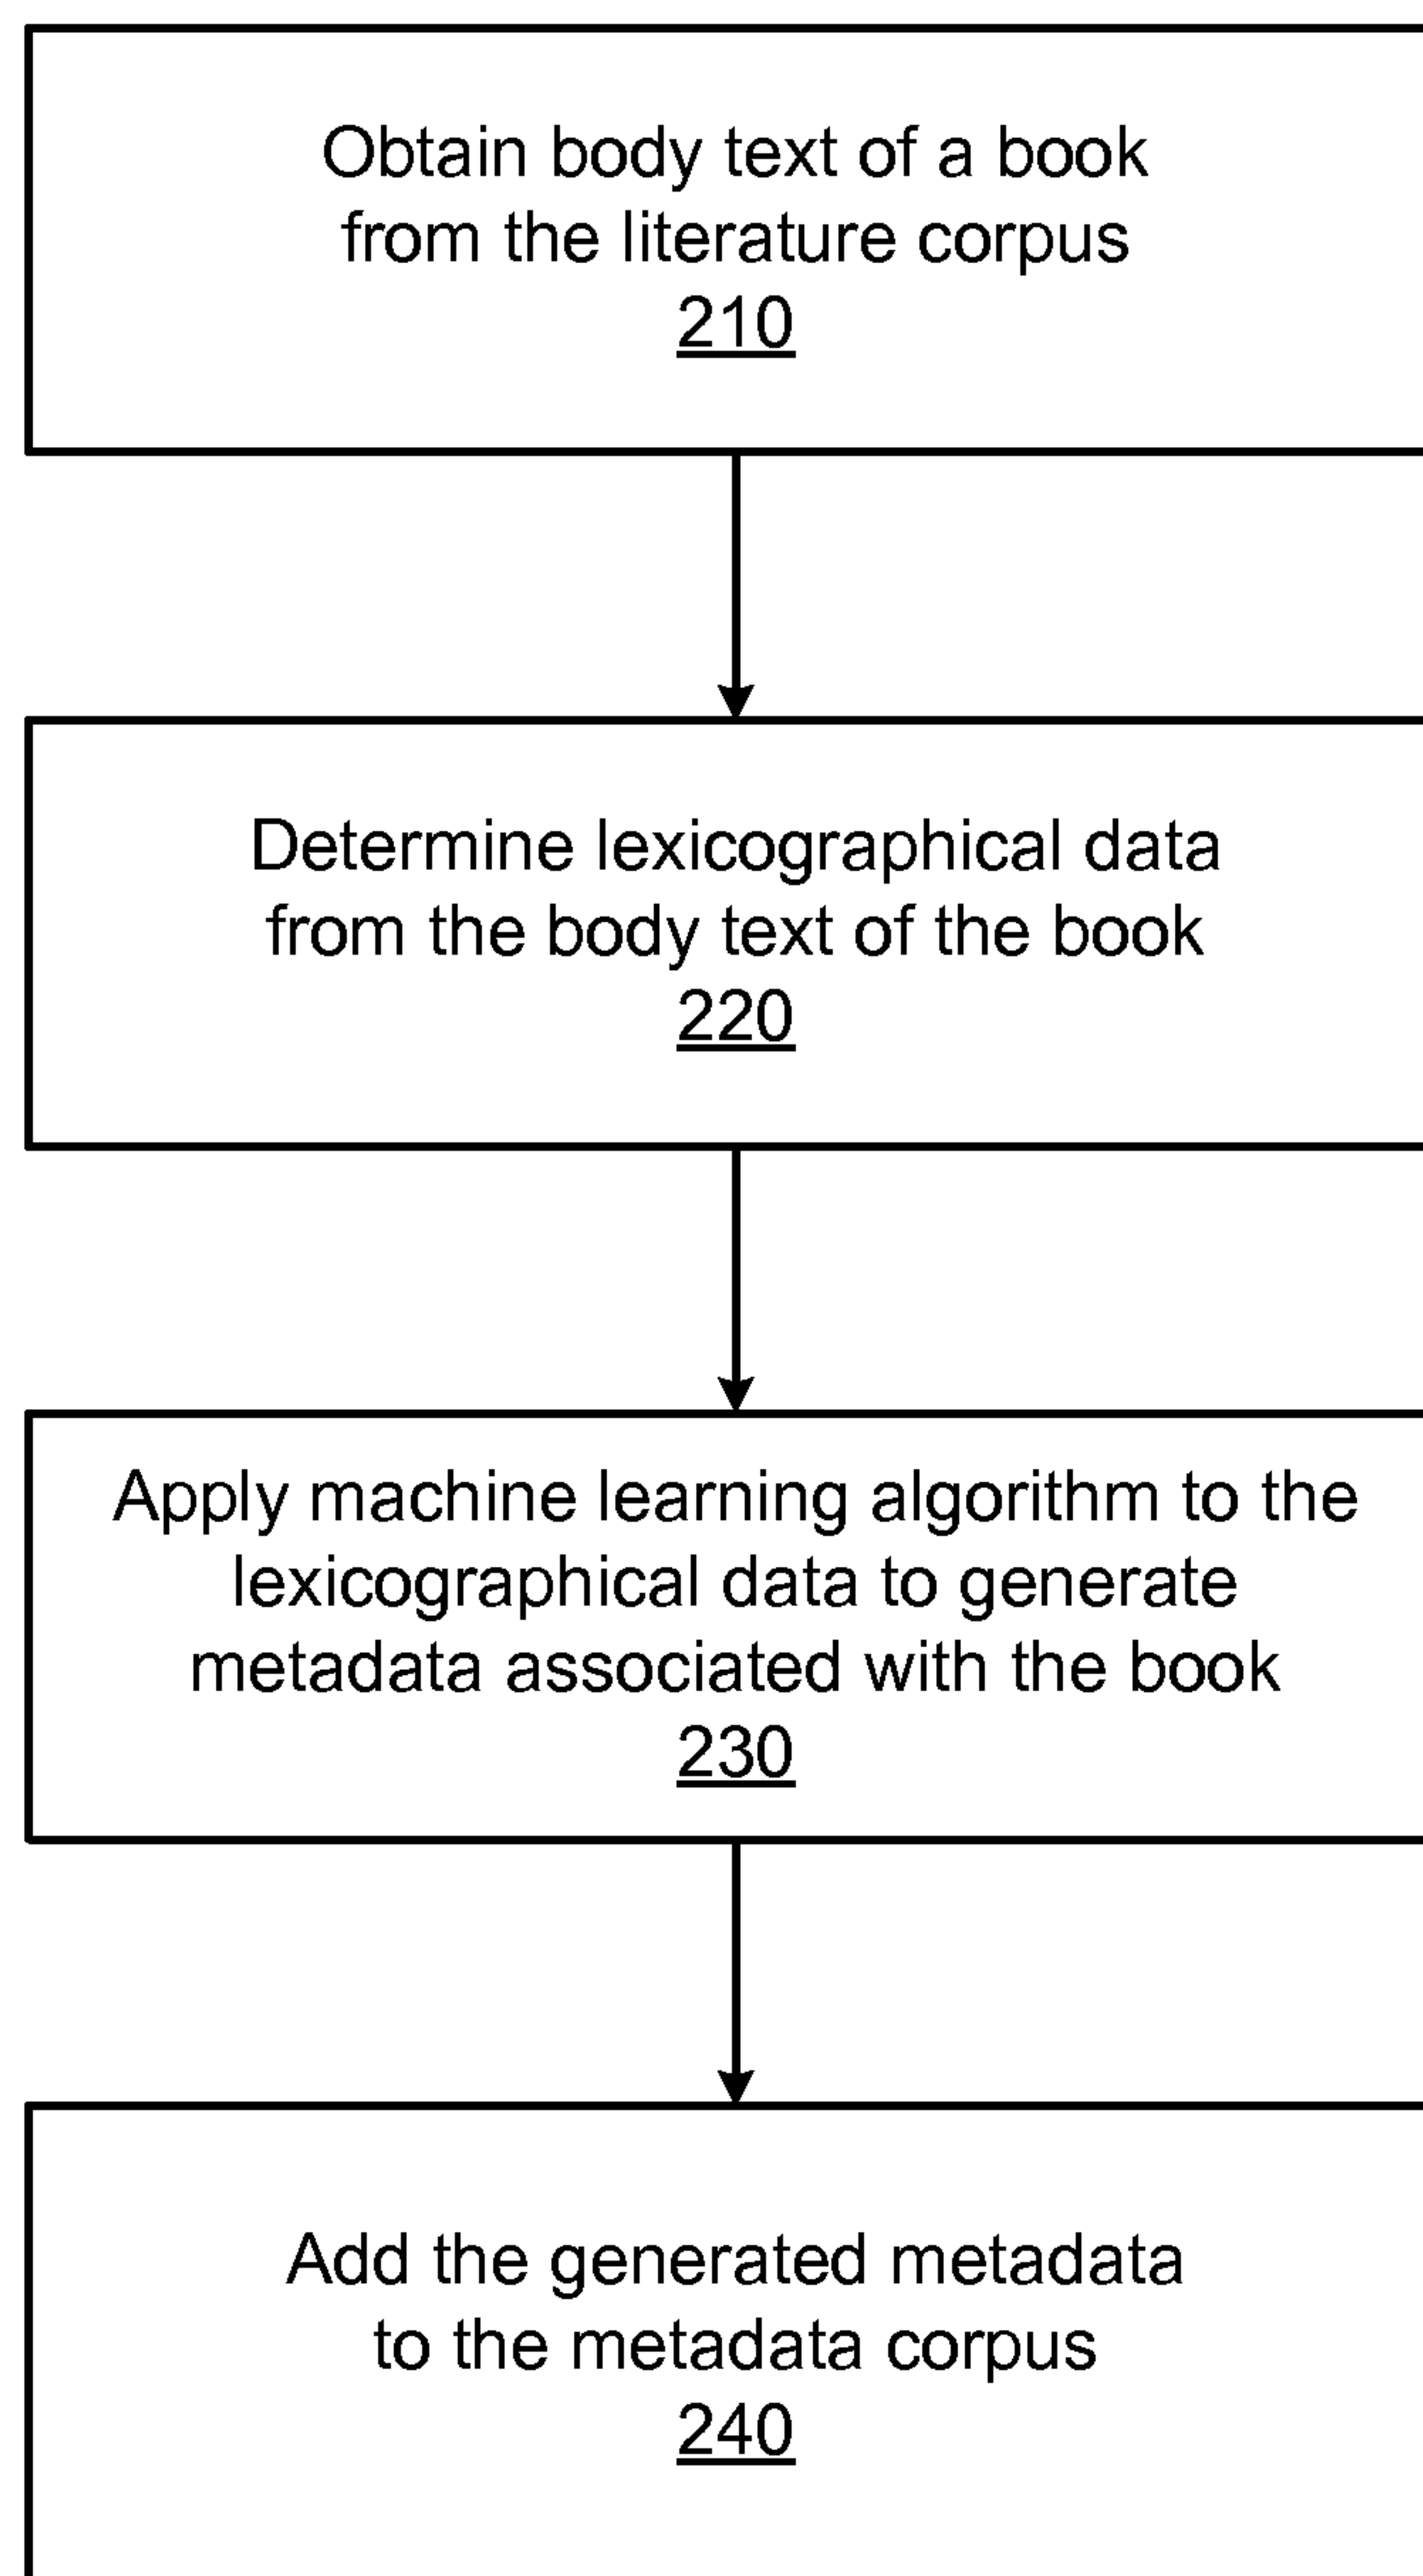 Obtain body text of a book
from the literature corpus
210
Determine lexicographical data
from the body text of the book
220
Apply machine learning algorithm to the
lexicographical data to generate
metadata associated with the book
230
Add the generated metadata
to the metadata corpus
240